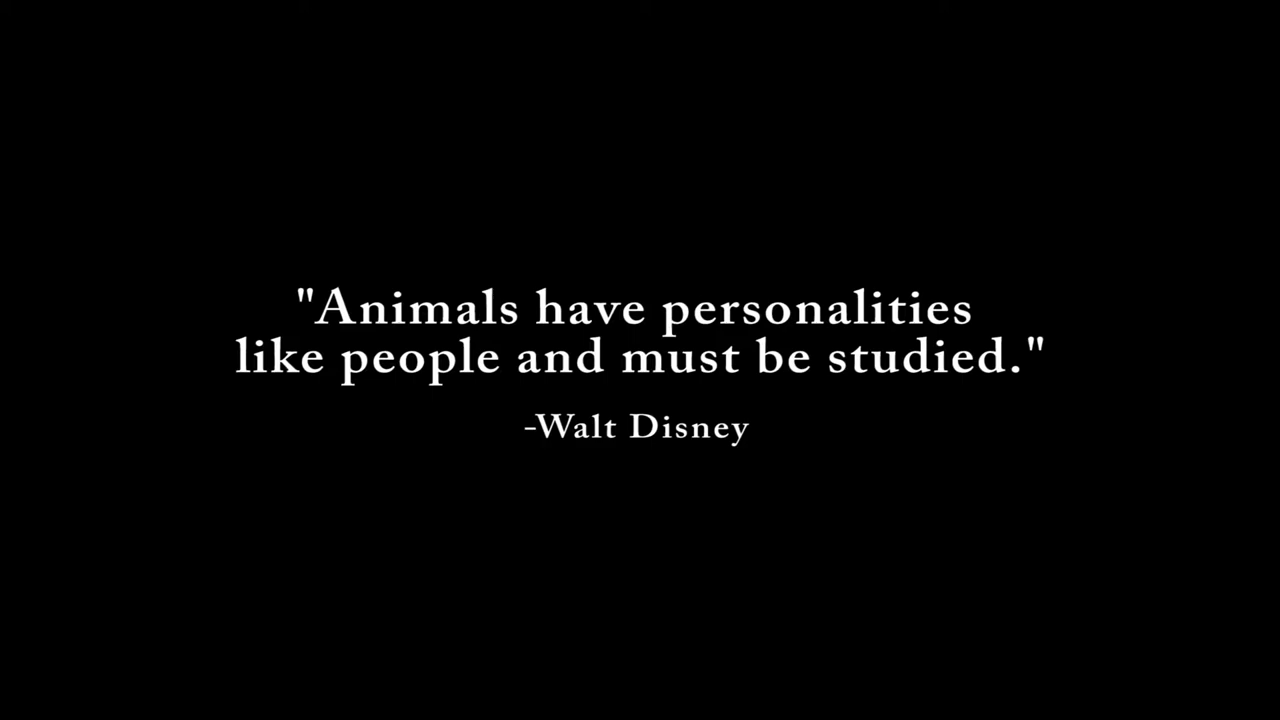 "Animals have personalities
like people and must be studied."
-Walt Disney